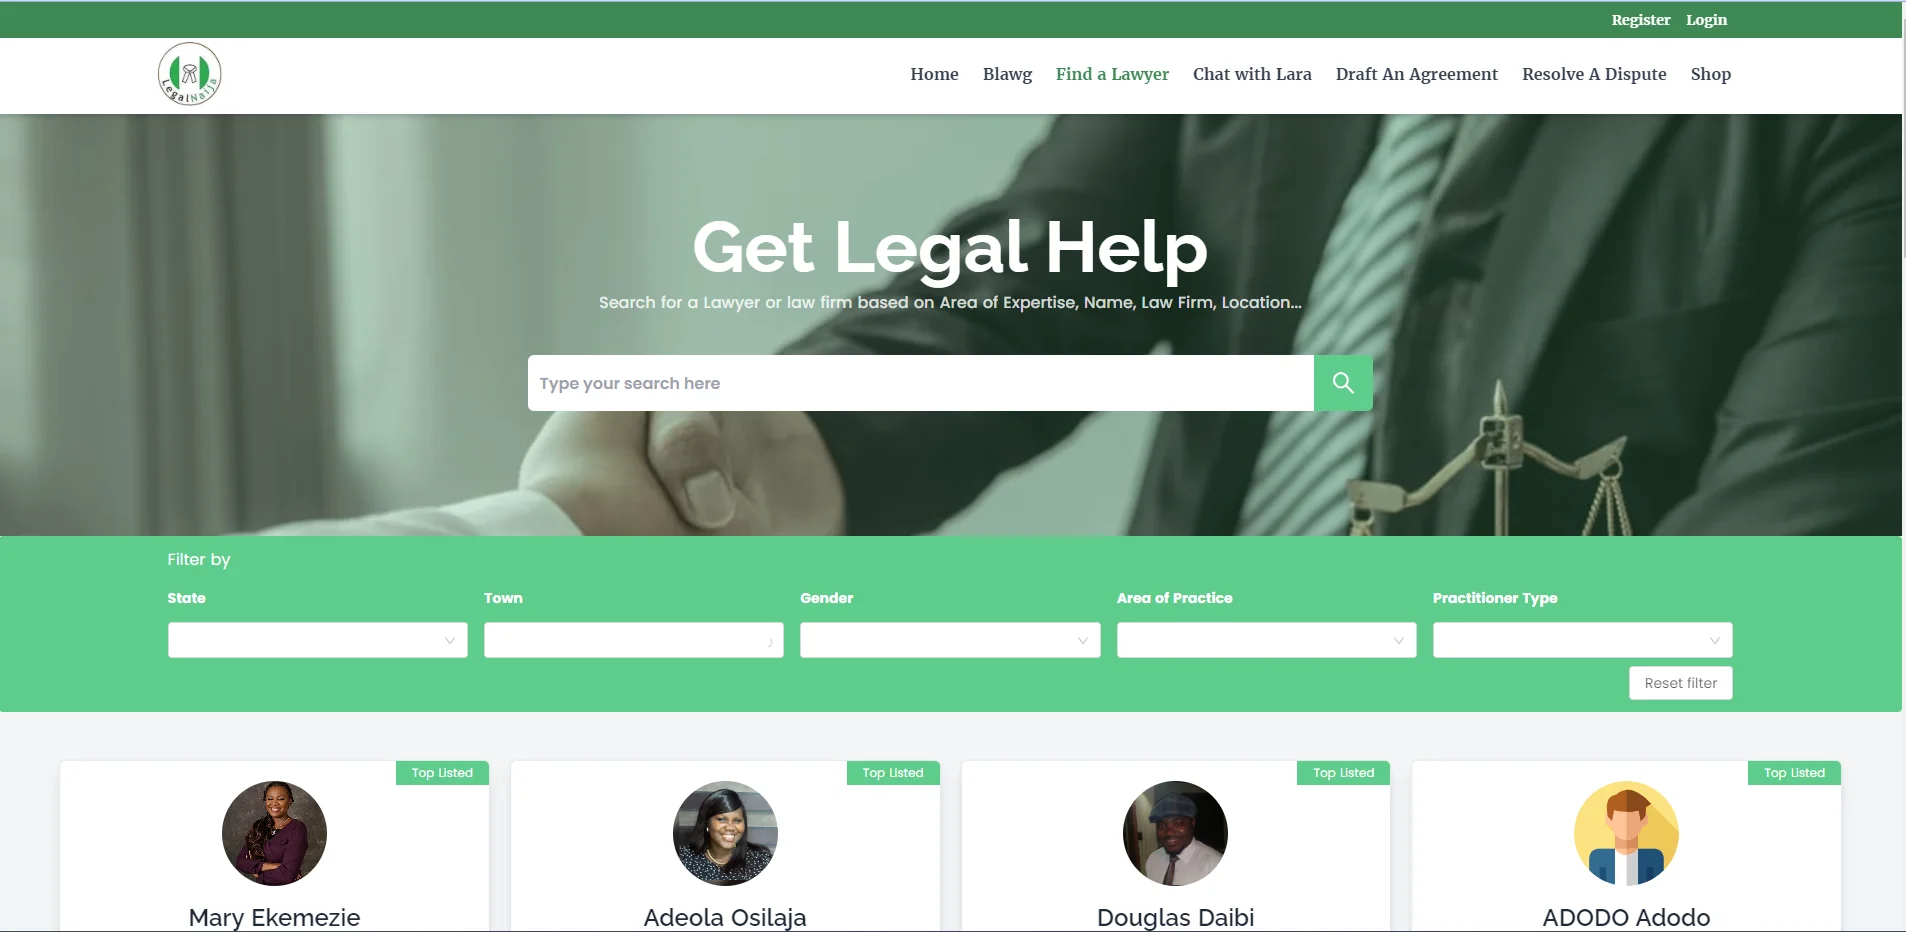 Register Login
LegalNaija
Home Blawg Find a Lawyer Chat with Lara Draft An Agreement Resolve A Dispute Shop
Get Legal Help
Search for a Lawyer or law firm based on Area of Expertise, Name, Law Firm, Location...
Type your search here
Filter by
State Town Gender Area of Practice Practitioner Type
Reset filter
Top Listed Top Listed Top Listed Top Listed
Mary Ekemezie Adeola Osilaja Douglas Daibi ADODO Adodo